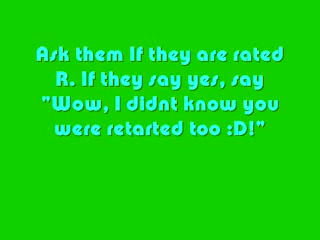 Ask them If they are rated
R. If they say yes, say
"Wow, I didnt know you
were retarted too :D!"